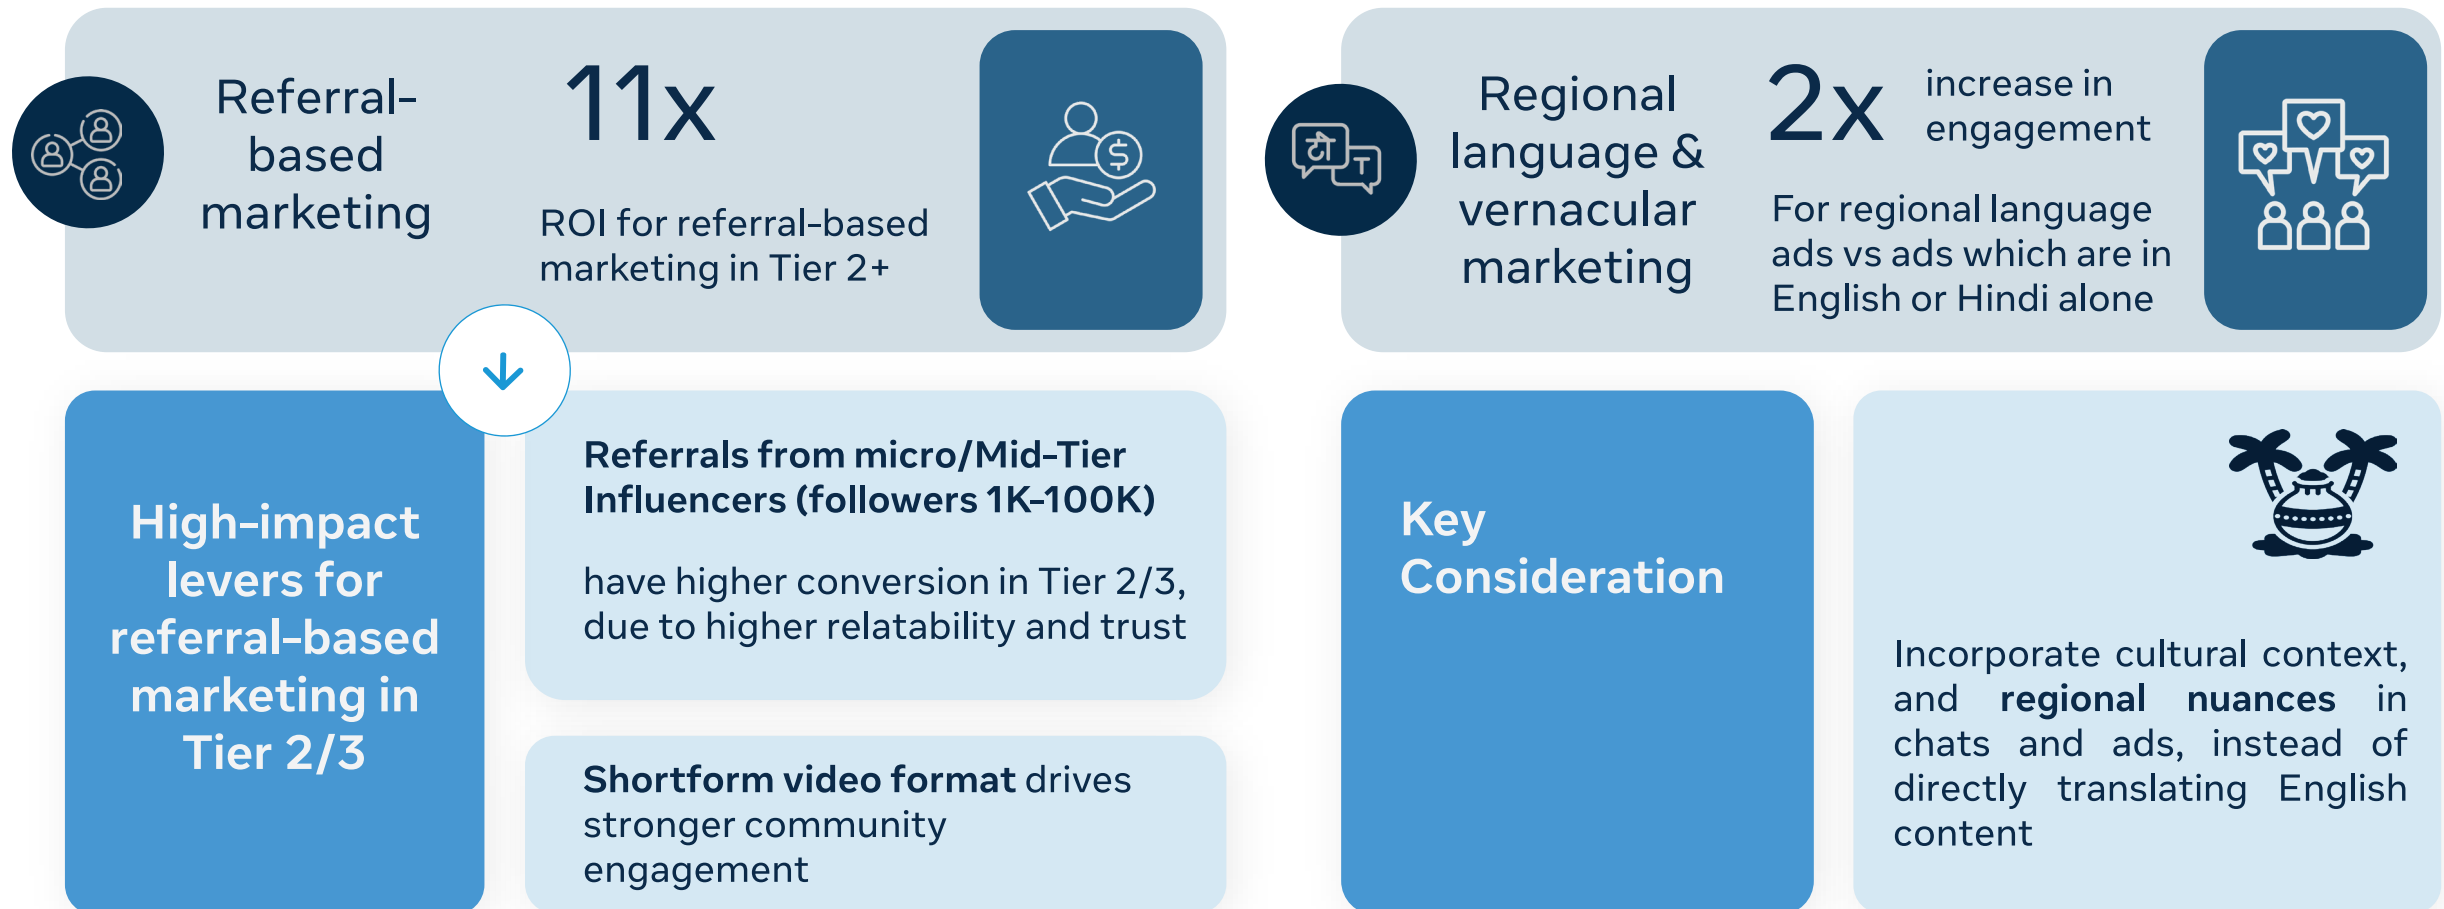 Referral-
based
marketing
11x
ROI for referral-based
marketing in Tier 2+
High-impact
levers for
referral-based
marketing in
Tier 2/3
Referrals from micro/Mid-Tier
Influencers (followers 1K-100K)
have higher conversion in Tier 2/3,
due to higher relatability and trust
Shortform video format drives
stronger community
engagement
टी
T
Regional
language &
vernacular
marketing
2x
increase in
engagement
For regional language
ads vs ads which are in
English or Hindi alone
Key
Consideration
Incorporate cultural context,
and regional nuances in
chats and ads, instead of
directly translating English
content